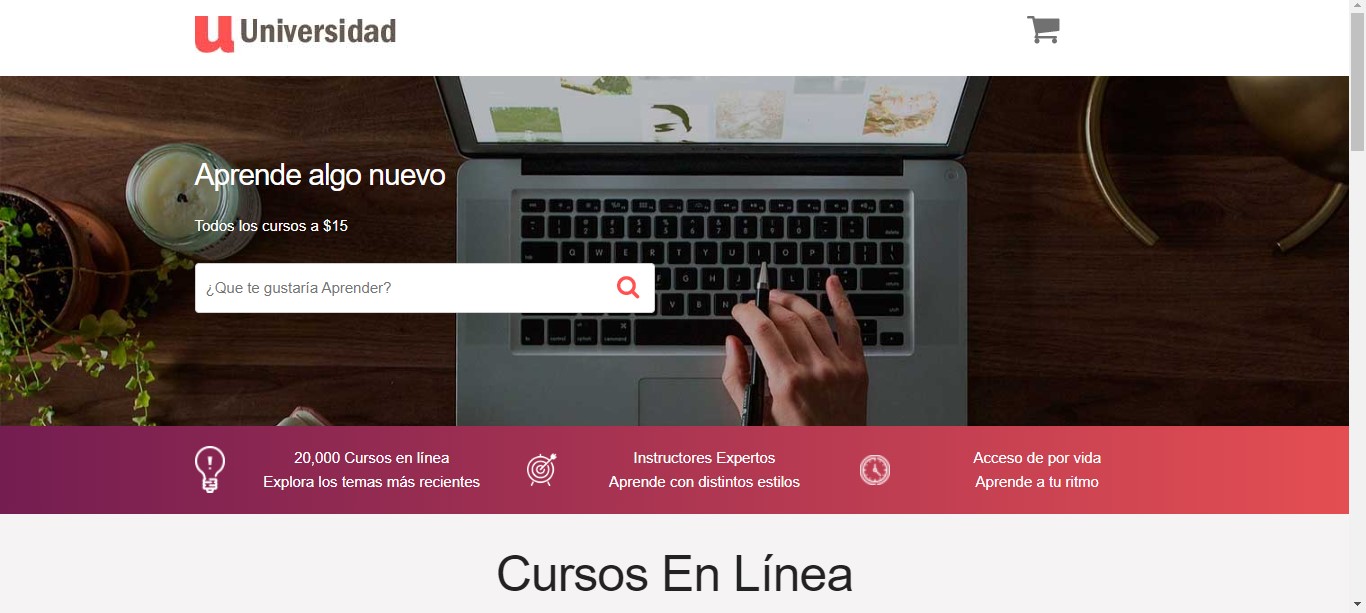 Universidad
Aprende algo nuevo
Todos los cursos a $15
¿Que te gustaría Aprender?
20,000 Cursos en línea
Explora los temas más recientes
Instructores Expertos
Aprende con distintos estilos
Acceso de por vida
Aprende a tu ritmo
Cursos En Línea